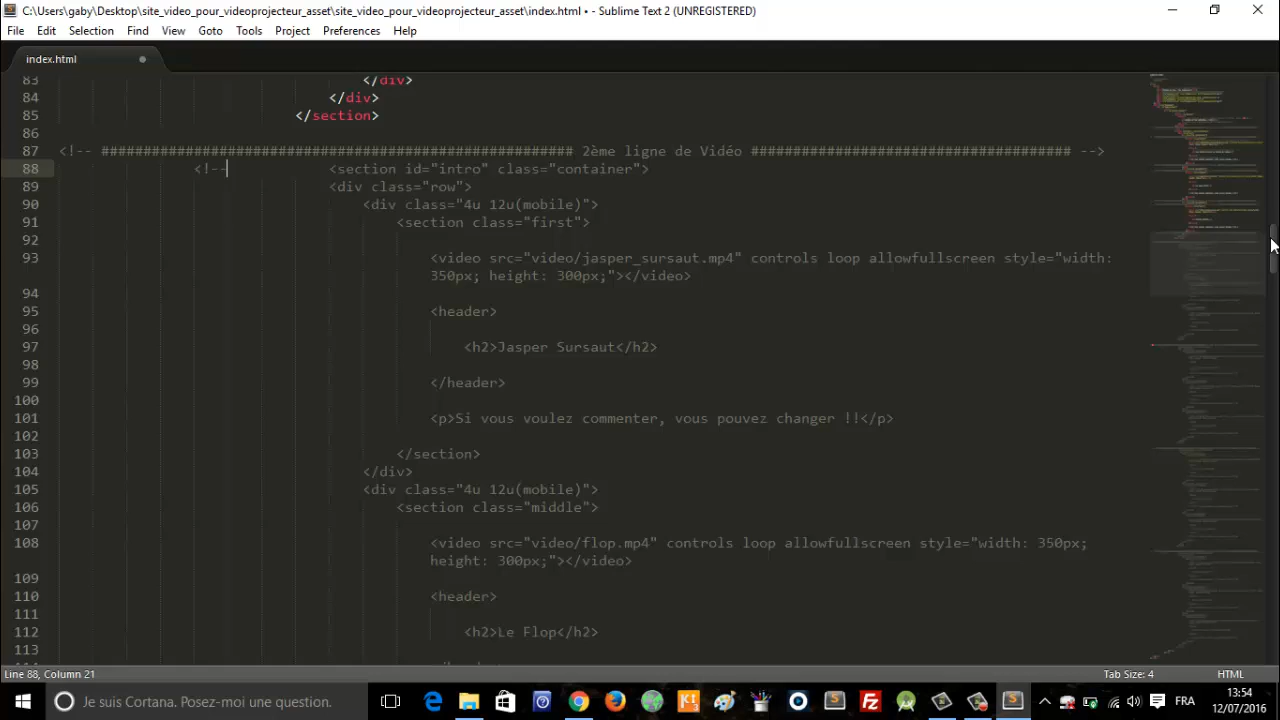 C:\Users\gaby\Desktop\site_video_pour_videoprojecteur_asset\site_video_pour_videprojecteur_asset\index.html • - Sublime Text 2 (UNREGISTERED)
File Edit Selection Find View Goto Tools Project Preferences Help
index.html
83 </div>
84 </div>
85 </section>
86
87 <!-- ######################################################## 2ème ligne de Vidéo ###################################### -->
88 <!-- <section id="intro" class="container">
89 <div class="row">
90 <div class="4u 12u(mobile)">
91 <section class="first">
92
93 <video src="video/jasper_sursaut.mp4" controls loop allowfullscreen style="width:
350px; height: 300px;"></video>
94
95 <header>
96
97 <h2>Jasper Sursaut</h2>
98
99 </header>
100
101 <p>Si vous voulez commenter, vous pouvez changer !!</p>
102
103 </section>
104 </div>
105 <div class="4u 12u(mobile)">
106 <section class="middle">
107
108 <video src="video/flop.mp4" controls loop allowfullscreen style="width: 350px;
height: 300px;"></video>
109
110 <header>
111
112 <h2>Le Flop</h2>
113
Line 88, Column 21 Tab Size: 4 HTML
Je suis Cortana. Posez-moi une question. FRA 13:54
12/07/2016